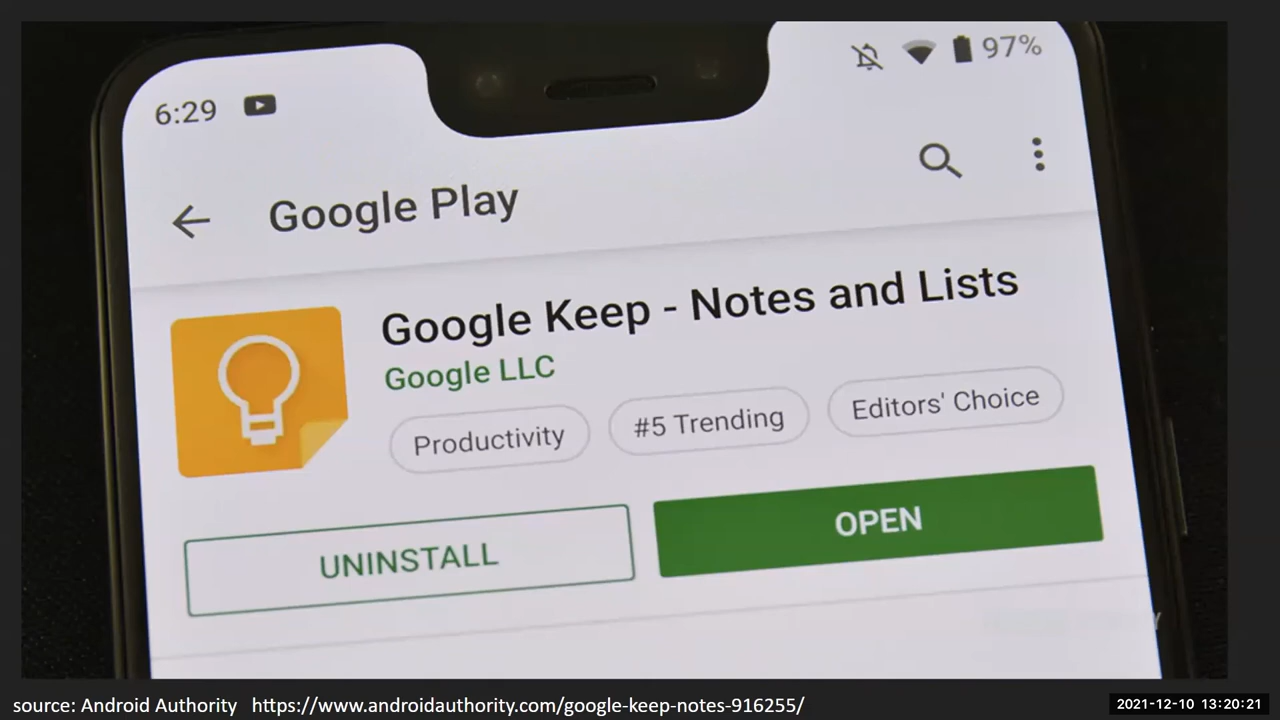 6:29
97%
Google Play
Google Keep - Notes and Lists
Google LLC
Productivity
#5 Trending
Editors' Choice
UNINSTALL
OPEN
source: Android Authority https://www.androidauthority.com/google-keep-notes-916255/
2021-12-10 13:20:21